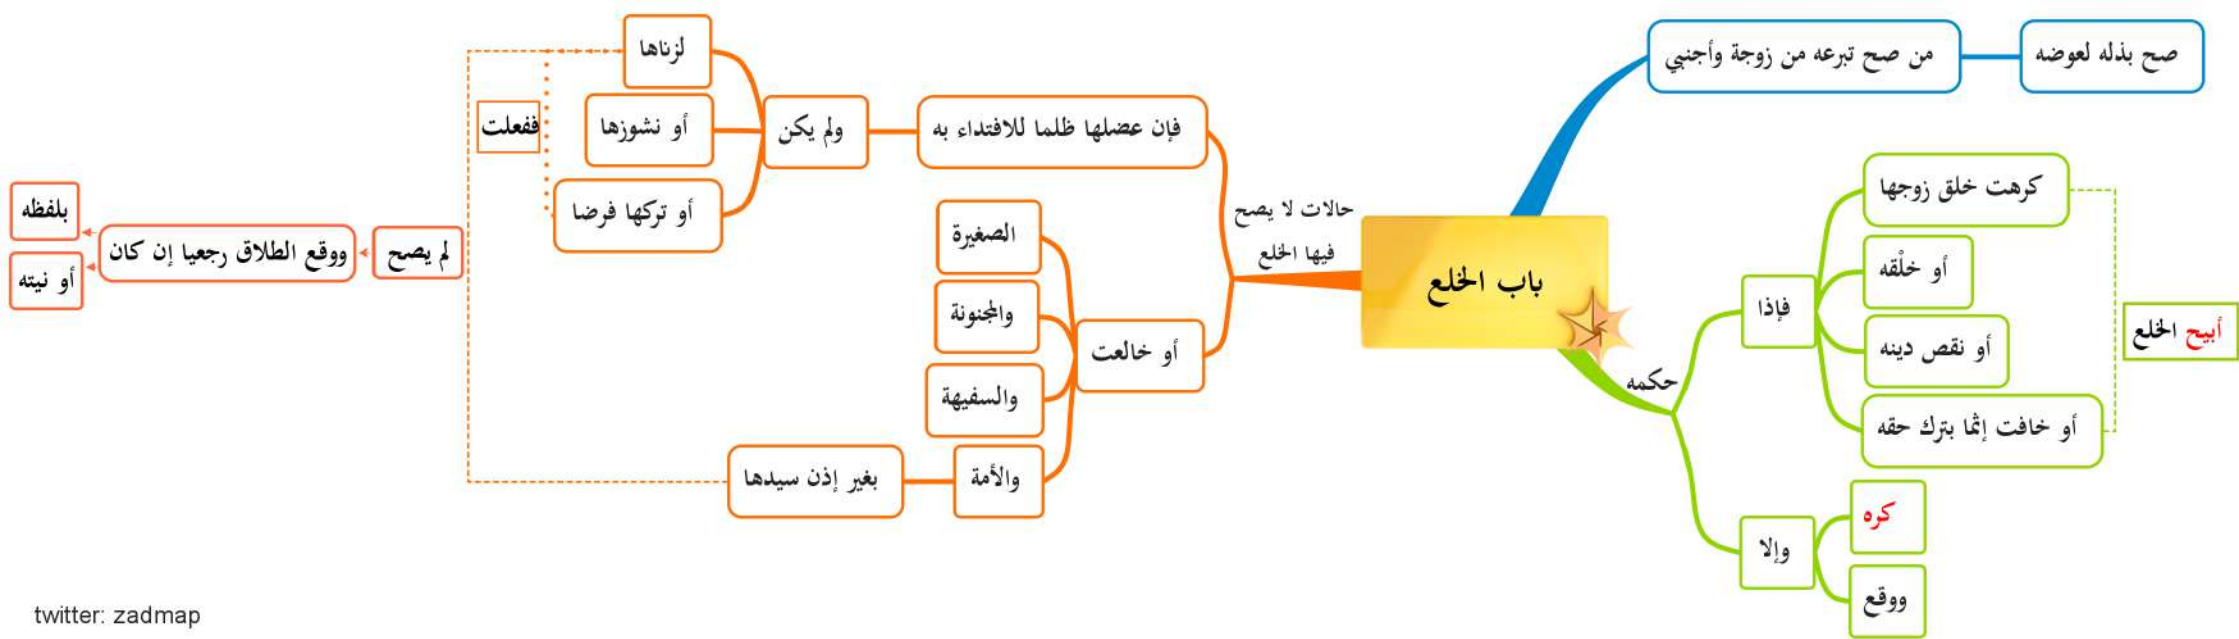 باب الخلع
من صح تبرعه من زوجة وأجنبي
صح بذله لعوضه
حكمه
فإذا
كرهت خلق زوجها
أو خلْقه
أو نقص دينه
أو خافت إثما بترك حقه
أبيح الخلع
وإلا
كره
ووقع
حالات لا يصح
فيها الخلع
فإن عضلها ظلما للافتداء به
ولم يكن
لزناها
أو نشوزها
أو تركها فرضا
ففعلت
أو خالعت
الصغيرة
والمجنونة
والسفيهة
والأمة
بغير إذن سيدها
لم يصح
ووقع الطلاق رجعيا إن كان
بلفظه
أو نيته
twitter: zadmap